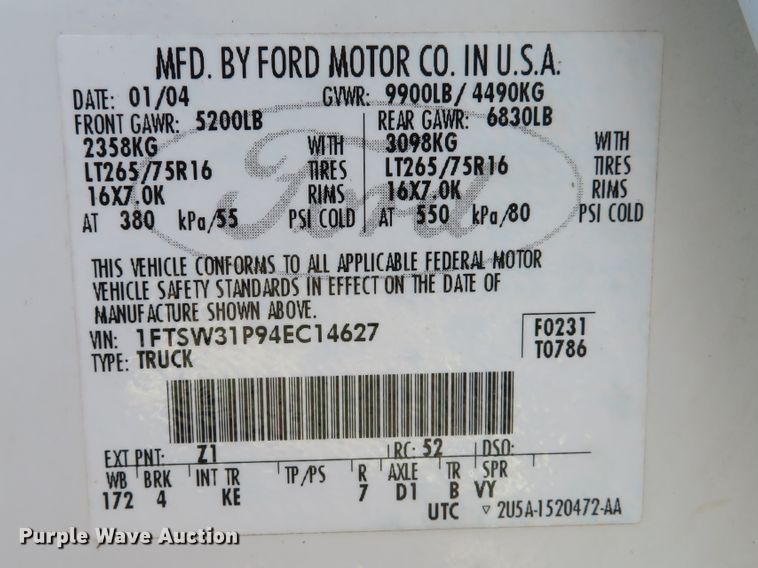 MFD. BY FORD MOTOR CO. IN U.S.A.
DATE: 01/04 GVWR: 9900LB/ 4490KG
FRONT GAWR: 5200LB REAR GAWR: 6830LB
2358KG WITH 3098KG WITH
LT265/75R16 TIRES LT265/75R16 TIRES
16X7.0K RIMS 16X7.0K RIMS
AT 380 kPa/55 PSI COLD AT 550 kPa/80 PSI COLD
Ford
THIS VEHICLE CONFORMS TO ALL APPLICABLE FEDERAL MOTOR
VEHICLE SAFETY STANDARDS IN EFFECT ON THE DATE OF
MANUFACTURE SHOWN ABOVE.
VIN: 1FTSW31P94EC14627 F0231
TYPE: TRUCK T0786
EXT PNT: Z1 RC: 52 DSO:
WB BRK INT TR TP/PS R AXLE TR SPR
172 4 KE 7 D1 B VY
UTC ▽ 2U5A-1520472-AA
Purple Wave Auction